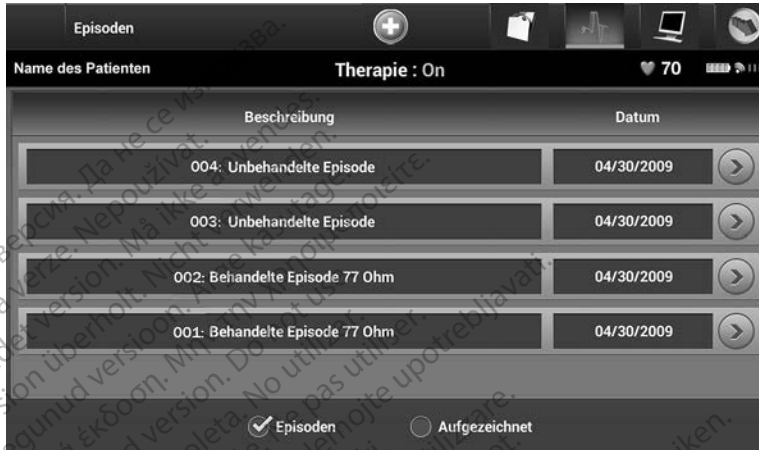 Episoden
Name des Patienten Therapie : On 70
Beschreibung Datum
004: Unbehandelte Episode 04/30/2009
003: Unbehandelte Episode 04/30/2009
002: Behandelte Episode 77 Ohm 04/30/2009
001: Behandelte Episode 77 Ohm 04/30/2009
Episoden Aufgezeichnet